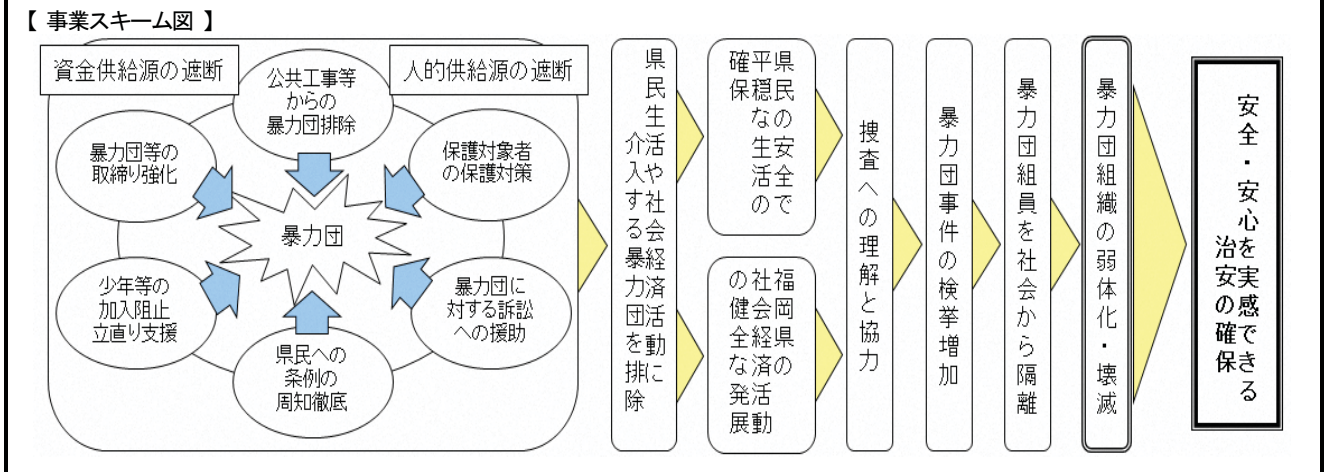 【 事業スキーム図 】
資金供給源の遮断
人的供給源の遮断
公共工事等
からの
暴力団排除
暴力団等の
取締り強化
保護対象者
の保護対策
暴力団
少年等の
加入阻止
立直り支援
暴力団に
対する訴訟
への援助
県民への
条例の
周知徹底
県民生活や社会経済活動に
介入する暴力団を排除
県民の安全で
平穏な生活の
確保
福岡県の
社会経済活動
の健全な発展
捜査への理解と協力
暴力団事件の検挙増加
暴力団組員を社会から隔離
暴力団組織の弱体化・壊滅
安全・安心を実感できる
治安の確保